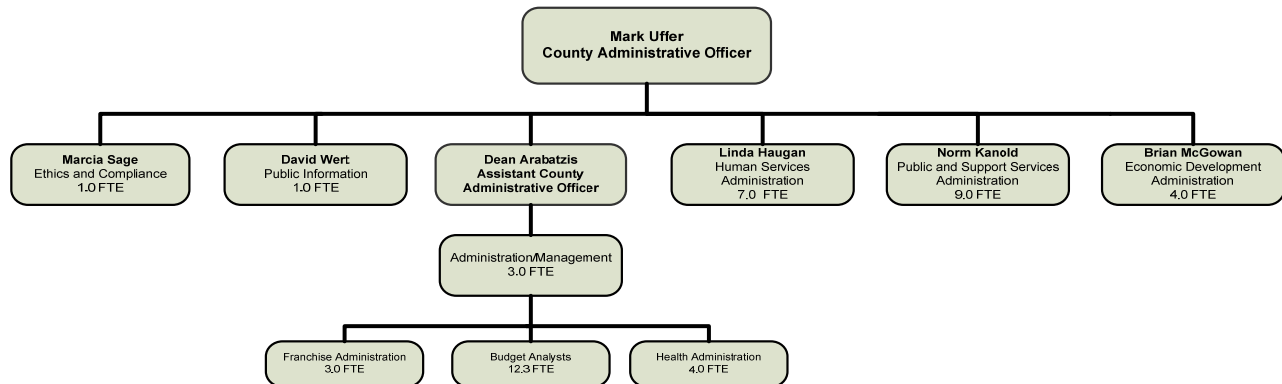 Mark Uffer
County Administrative Officer
Marcia Sage
Ethics and Compliance
1.0 FTE
David Wert
Public Information
1.0 FTE
Dean Arabatzis
Assistant County
Administrative Officer
Linda Haugan
Human Services
Administration
7.0 FTE
Norm Kanold
Public and Support Services
Administration
9.0 FTE
Brian McGowan
Economic Development
Administration
4.0 FTE
Administration/Management
3.0 FTE
Franchise Administration
3.0 FTE
Budget Analysts
12.3 FTE
Health Administration
4.0 FTE